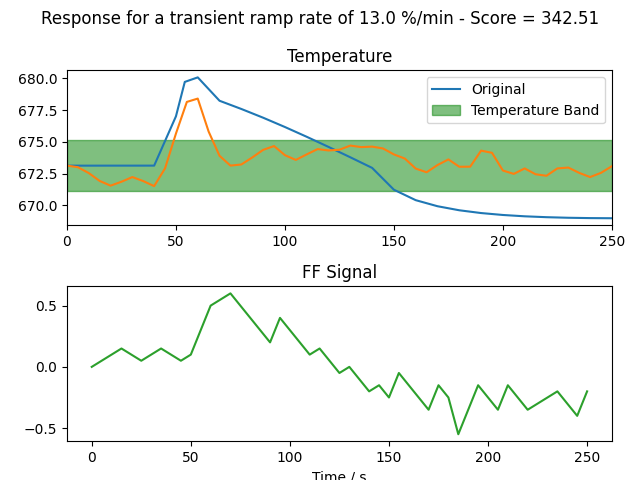 Response for a transient ramp rate of 13.0 %/min - Score = 342.51
Temperature
680.0
677.5
675.0
672.5
670.0
Original
Temperature Band
0 50 100 150 200 250
FF Signal
0.5
0.0
−0.5
0 50 100 150 200 250
Time / s